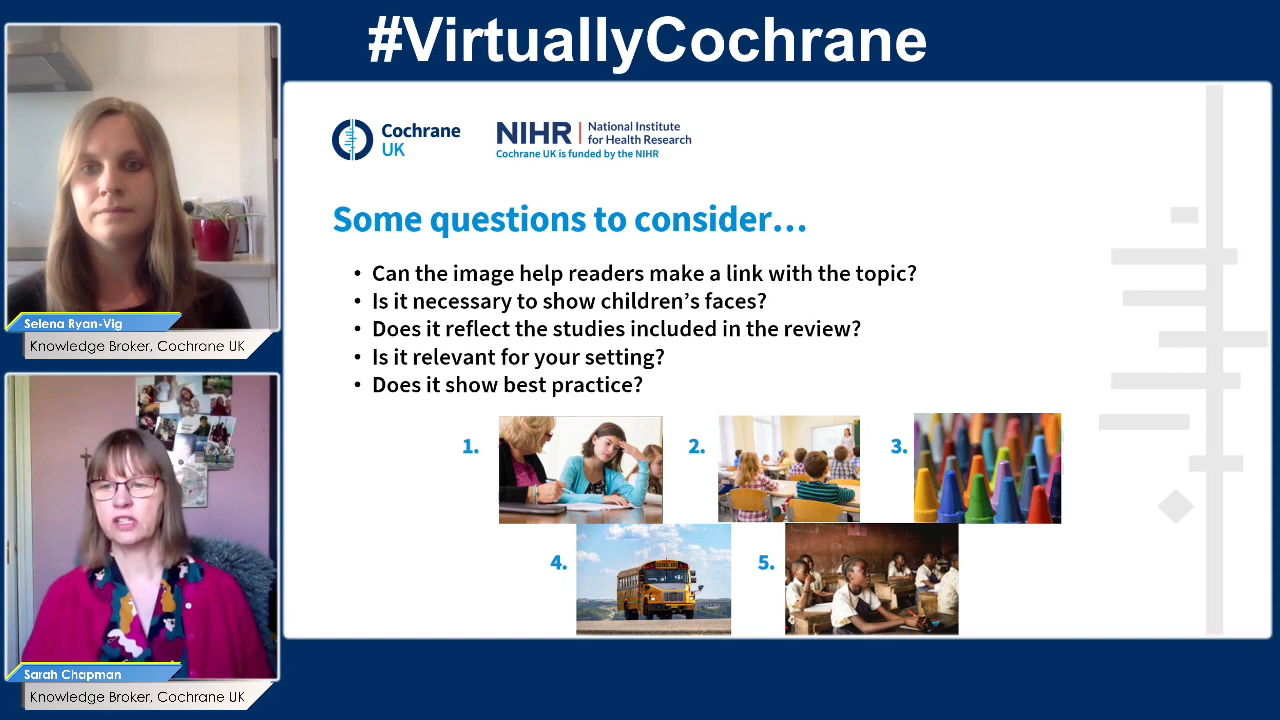 #VirtuallyCochrane
Cochrane
UK
NIHR | National Institute
for Health Research
Cochrane UK is funded by the NIHR
Some questions to consider...
• Can the image help readers make a link with the topic?
• Is it necessary to show children's faces?
• Does it reflect the studies included in the review?
• Is it relevant for your setting?
• Does it show best practice?
1.
2.
3.
4.
5.
Selena Ryan-Vig
Knowledge Broker, Cochrane UK
Sarah Chapman
Knowledge Broker, Cochrane UK